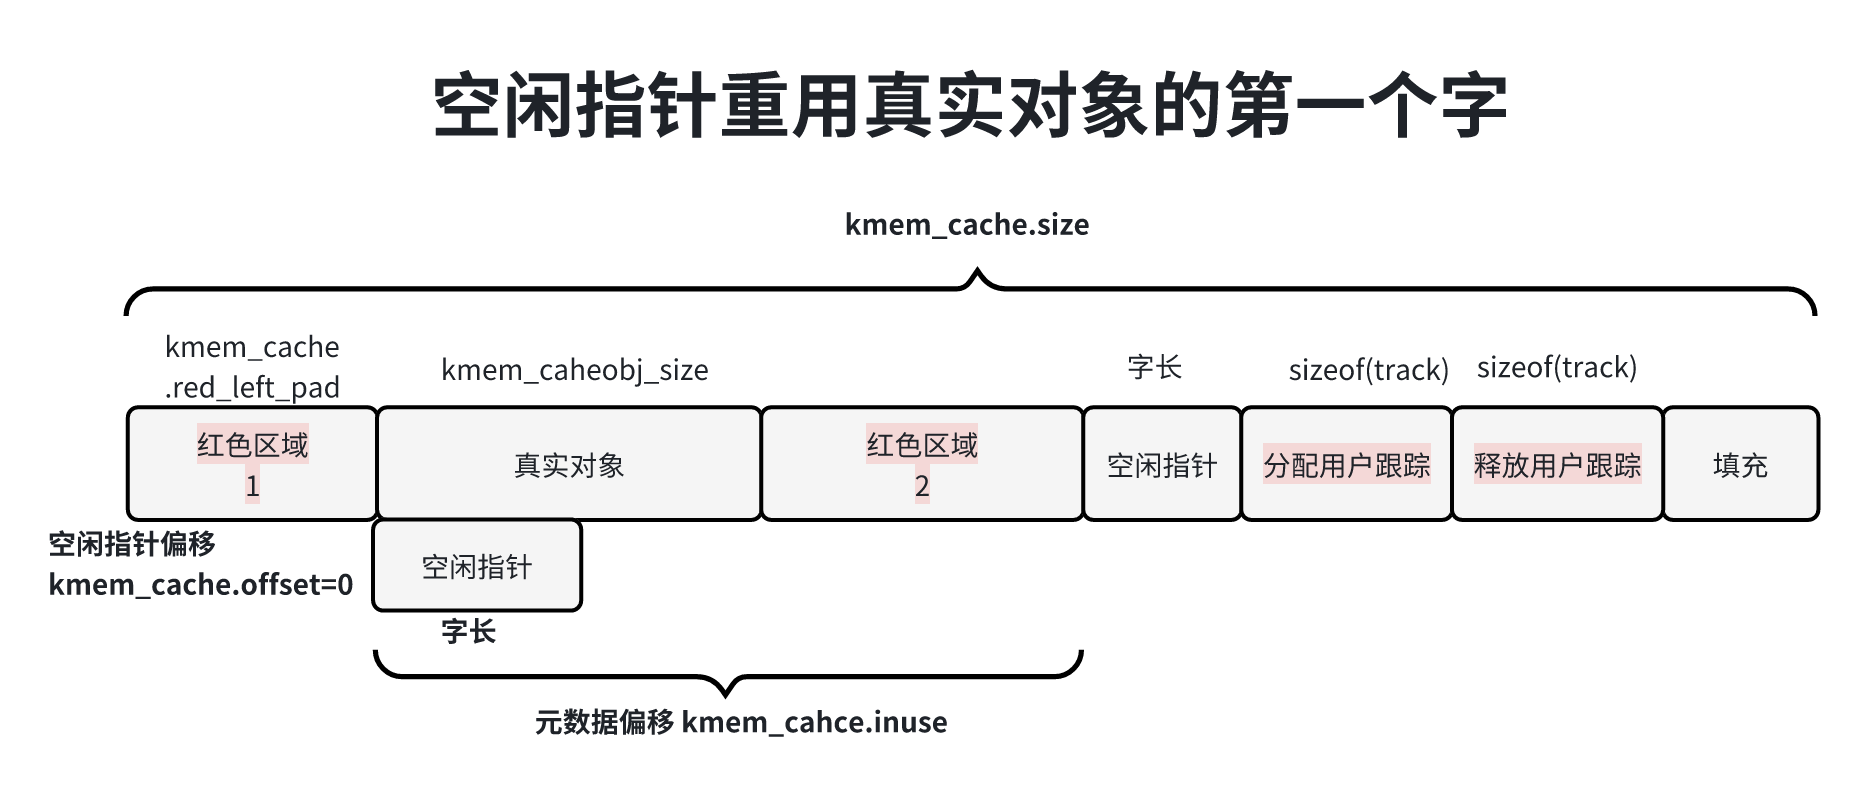 空闲指针重用真实对象的第一个字
kmem_cache.size
kmem_cache
.red_left_pad
kmem_caheobj_size
字长
sizeof(track)
sizeof(track)
红色区域
1
真实对象
红色区域
2
空闲指针
分配用户跟踪
释放用户跟踪
填充
空闲指针偏移
kmem_cache.offset=0
空闲指针
字长
元数据偏移 kmem_cahce.inuse